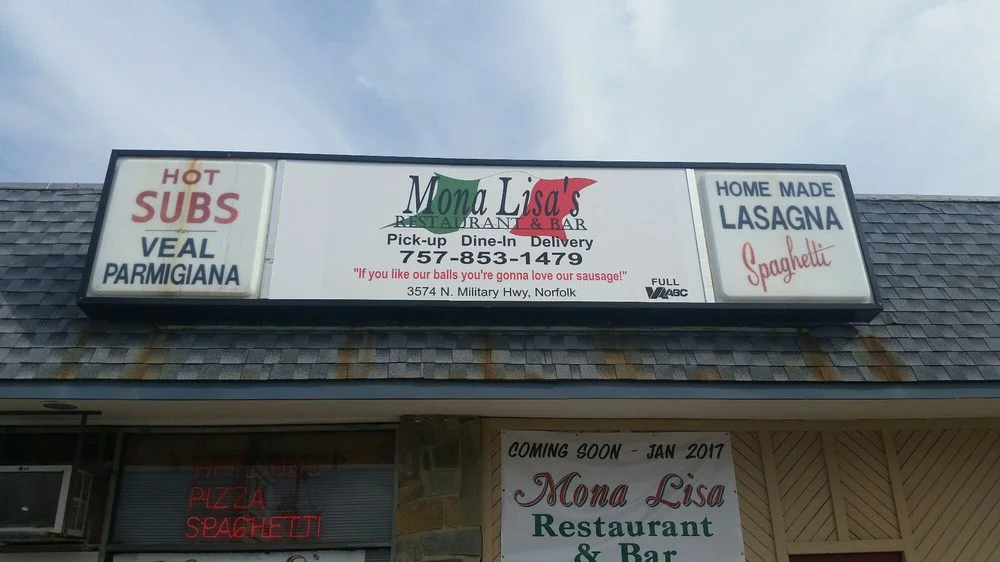 HOT
SUBS
VEAL
PARMIGIANA
Mona Lisa's
RESTAURANT & BAR
Pick-up Dine-In Delivery
757-853-1479
"If you like our balls you're gonna love our sausage!"
3574 N. Military Hwy, Norfolk
FULL
VA ABC
HOME MADE
LASAGNA
Spaghetti
PIZZA
SPAGHETTI
COMING SOON - JAN 2017
Mona Lisa
Restaurant
& Bar
LG